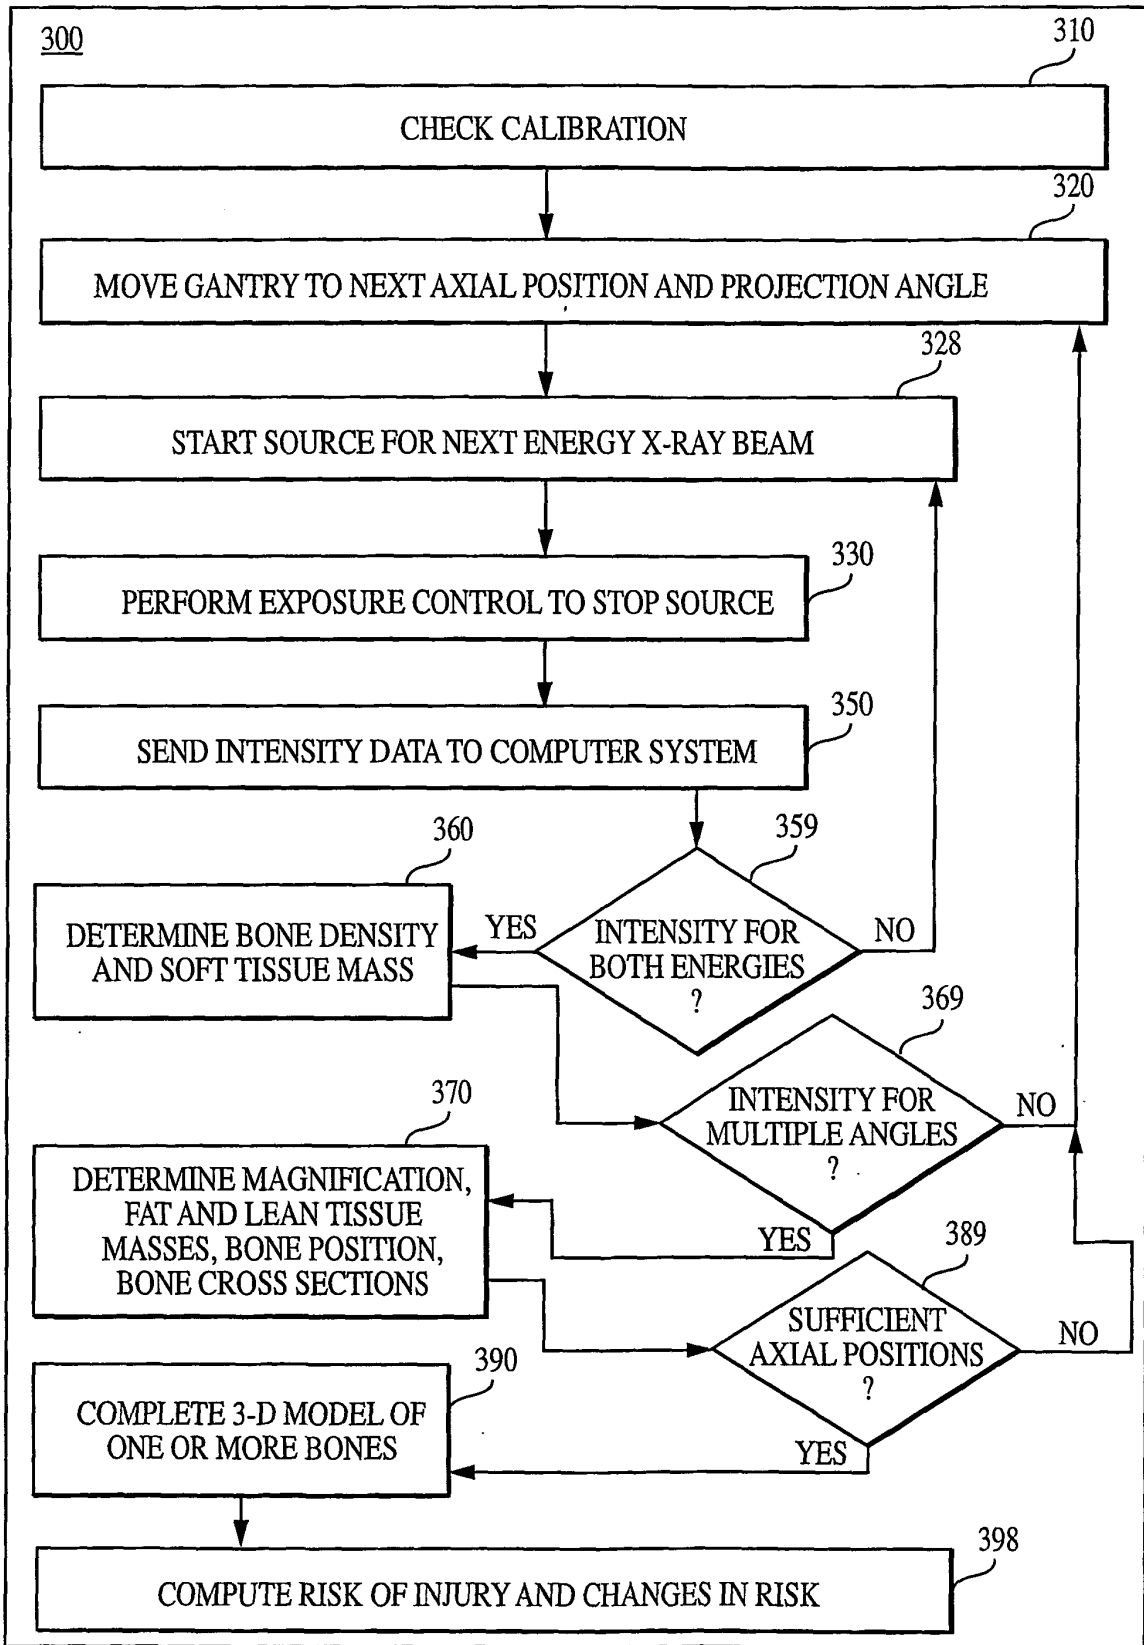 300
310
CHECK CALIBRATION
320
MOVE GANTRY TO NEXT AXIAL POSITION AND PROJECTION ANGLE
328
START SOURCE FOR NEXT ENERGY X-RAY BEAM
330
PERFORM EXPOSURE CONTROL TO STOP SOURCE
350
SEND INTENSITY DATA TO COMPUTER SYSTEM
359
INTENSITY FOR
BOTH ENERGIES
?
YES
NO
360
DETERMINE BONE DENSITY
AND SOFT TISSUE MASS
369
INTENSITY FOR
MULTIPLE ANGLES
?
NO
YES
370
DETERMINE MAGNIFICATION,
FAT AND LEAN TISSUE
MASSES, BONE POSITION,
BONE CROSS SECTIONS
389
SUFFICIENT
AXIAL POSITIONS
?
NO
YES
390
COMPLETE 3-D MODEL OF
ONE OR MORE BONES
398
COMPUTE RISK OF INJURY AND CHANGES IN RISK